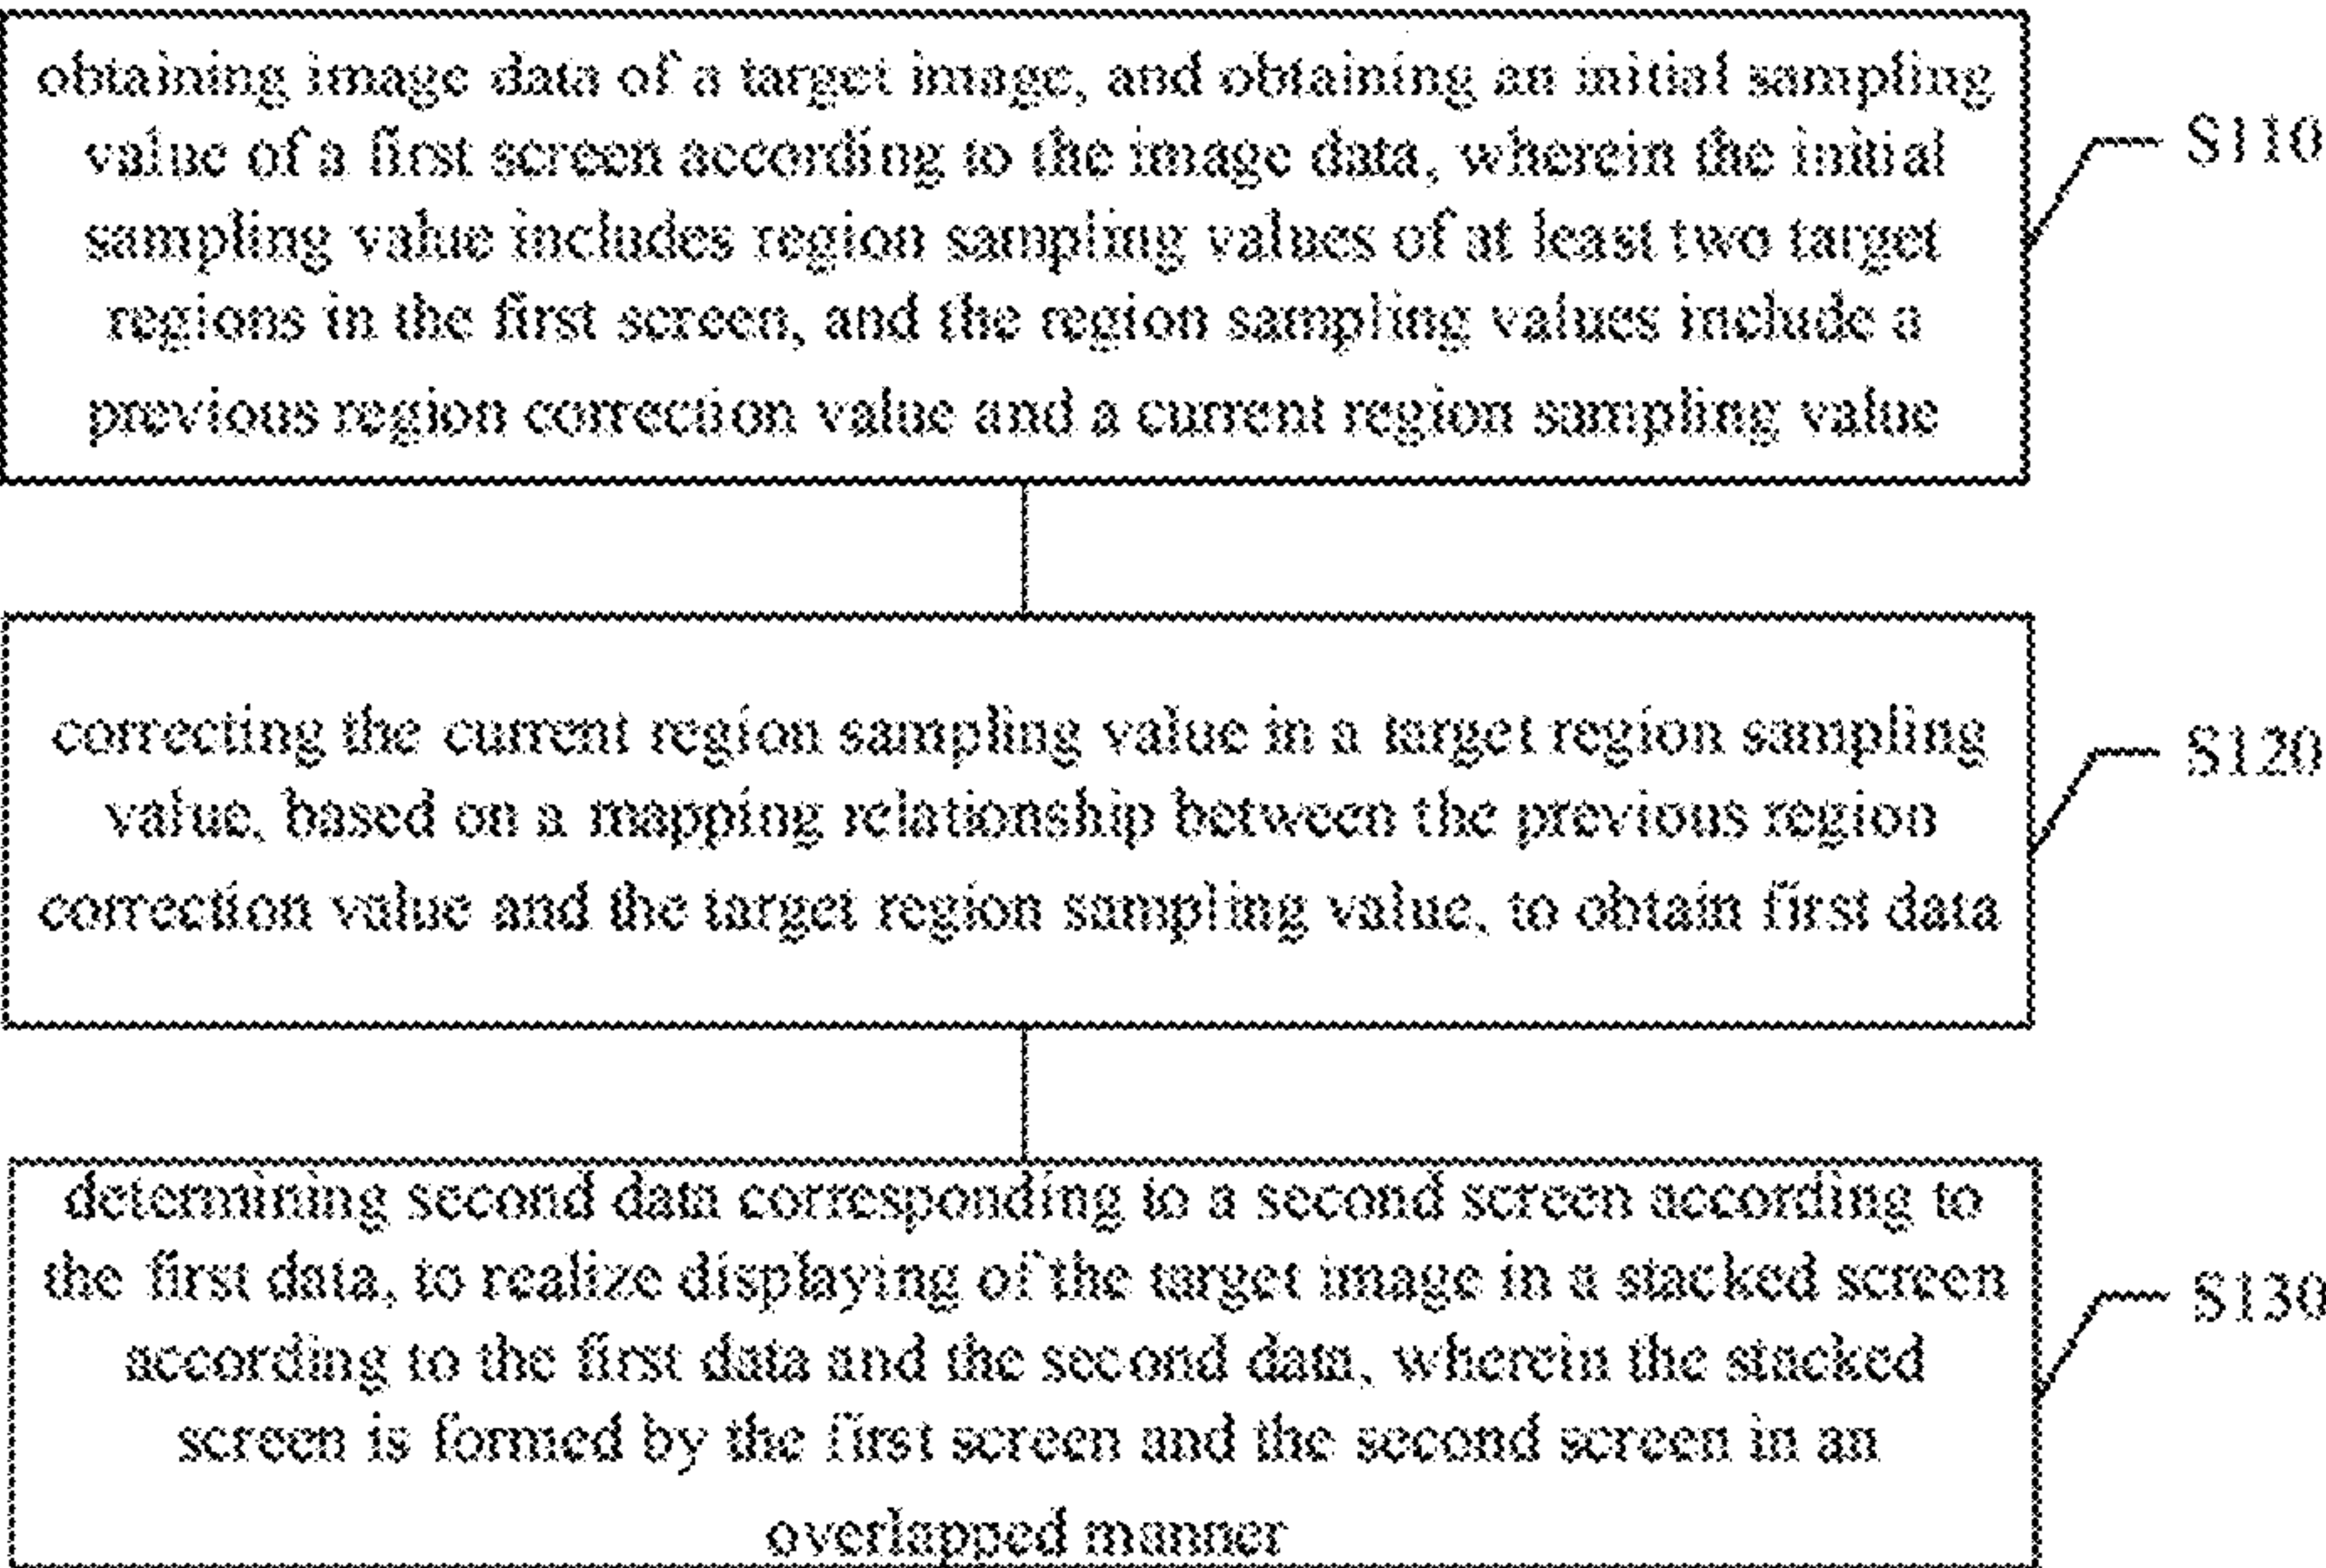 obtaining image data of a target image, and obtaining an initial sampling
value of a first screen according to the image data, wherein the initial
sampling value includes region sampling values of at least two target
regions in the first screen, and the region sampling values include a
previous region correction value and a current region sampling value
S110
correcting the current region sampling value in a target region sampling
value, based on a mapping relationship between the previous region
correction value and the target region sampling value, to obtain first data
S120
determining second data corresponding to a second screen according to
the first data, to realize displaying of the target image in a stacked screen
according to the first data and the second data, wherein the stacked
screen is formed by the first screen and the second screen in an
overlapped manner
S130